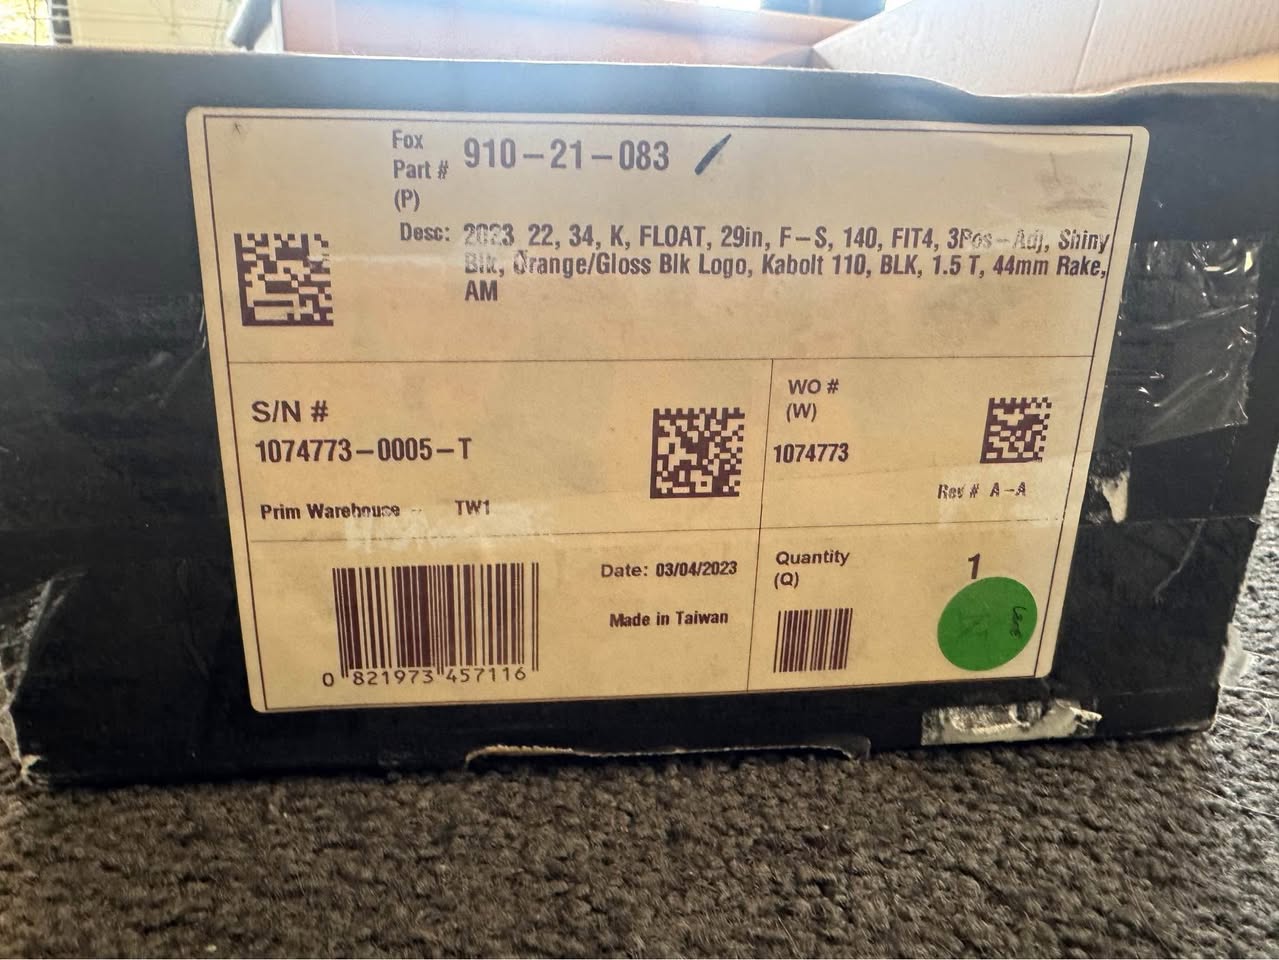 Fox
Part # 910-21-083
(P)
Desc: 2023, 22, 34, K, FLOAT, 29in, F-S, 140, FIT4, 3Pos-Adj, Shiny
Blk, Orange/Gloss Blk Logo, Kabolt 110, BLK, 1.5 T, 44mm Rake,
AM
S/N #
1074773-0005-T
Prim Warehouse - TW1
WO #
(W)
1074773
Rev # A-A
Date: 03/04/2023
Made in Taiwan
Quantity
(Q)
1
0 821973 457116